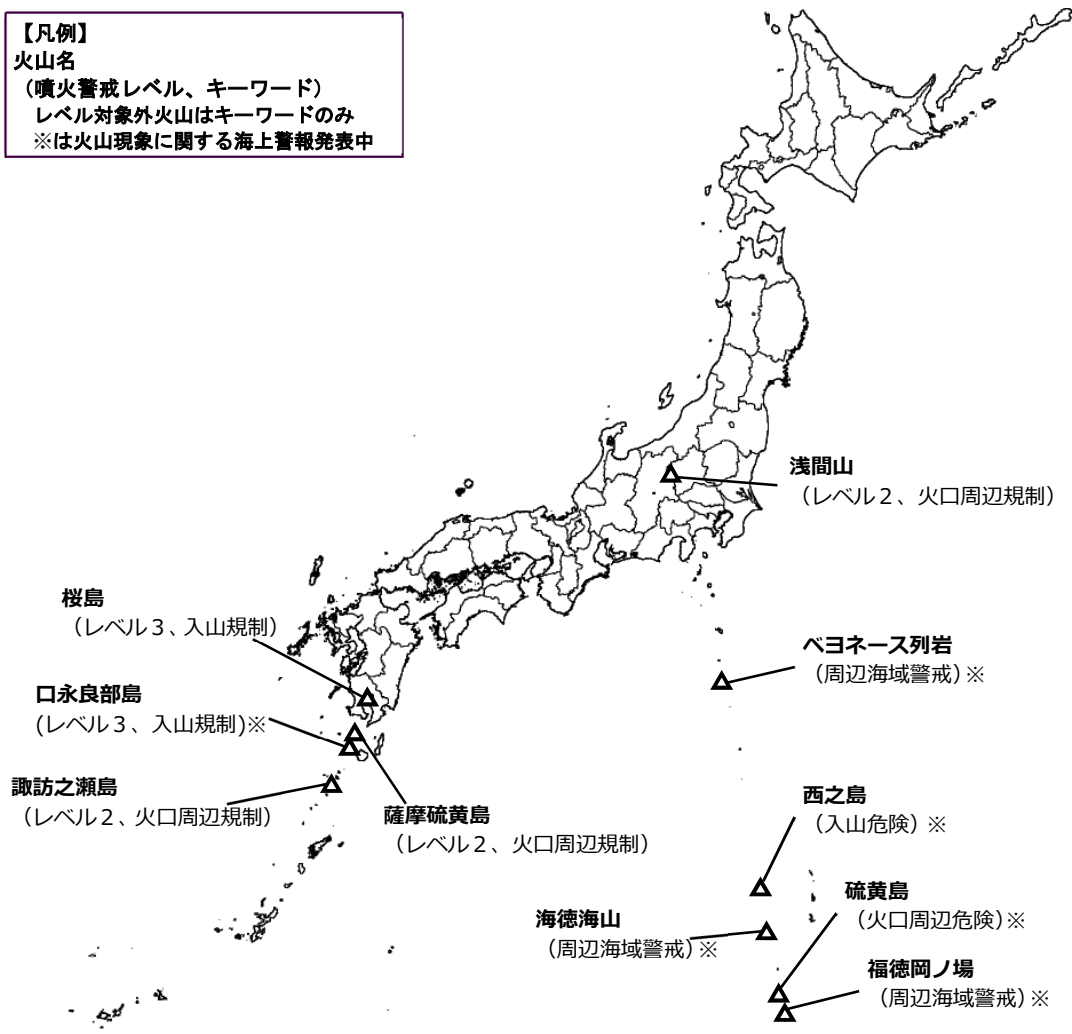 【凡例】
火山名
（噴火警戒レベル、キーワード）
レベル対象外火山はキーワードのみ
※は火山現象に関する海上警報発表中
浅間山
（レベル２、火口周辺規制）
桜島
（レベル３、入山規制）
ベヨネース列岩
（周辺海域警戒）※
口永良部島
(レベル３、入山規制)※
諏訪之瀬島
（レベル２、火口周辺規制）
薩摩硫黄島
（レベル２、火口周辺規制）
西之島
（入山危険）※
硫黄島
（火口周辺危険）※
海徳海山
（周辺海域警戒）※
福徳岡ノ場
（周辺海域警戒）※